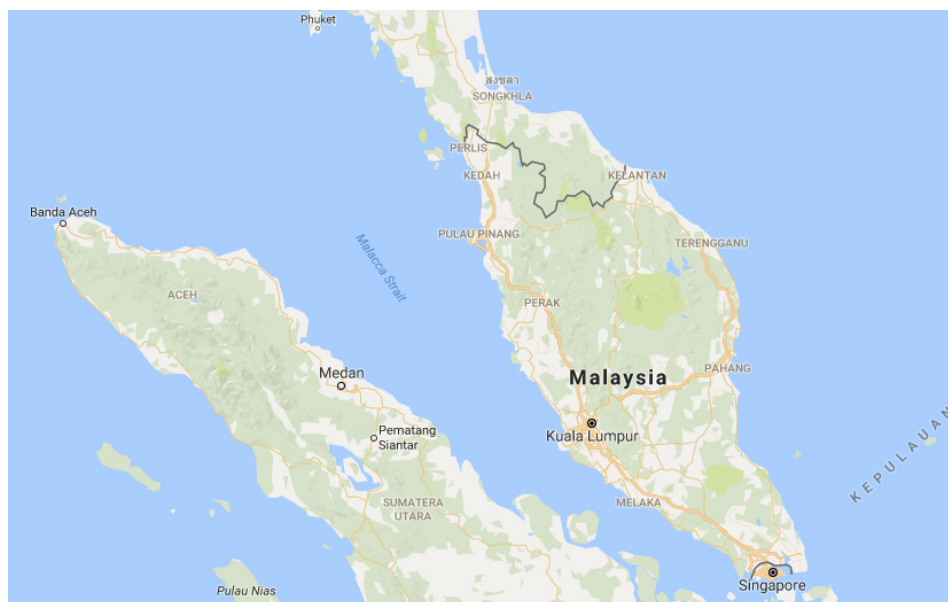 Phuket
สงขลา
SONGKHLA
PERLIS
KEDAH
KELANTAN
Banda Aceh
PULAU PINANG
TERENGGANU
Malacca Strait
ACEH
PERAK
Medan
Malaysia
PAHANG
Pematang
Siantar
Kuala Lumpur
KEPULAUAN
SUMATERA
UTARA
MELAKA
Pulau Nias
Singapore